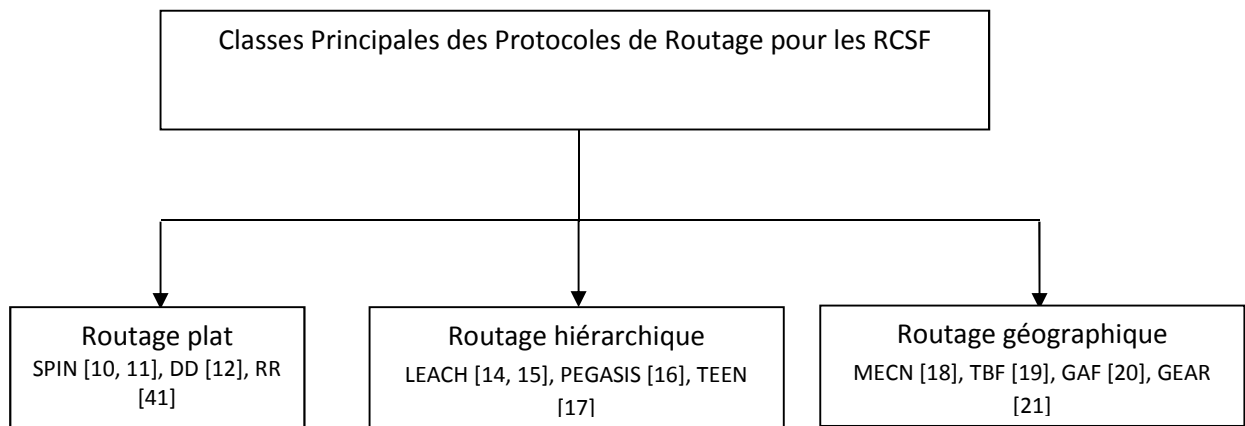 Classes Principales des Protocoles de Routage pour les RCSF
Routage plat
SPIN [10, 11], DD [12], RR
[41]
Routage hiérarchique
LEACH [14, 15], PEGASIS [16], TEEN
[17]
Routage géographique
MECN [18], TBF [19], GAF [20], GEAR
[21]